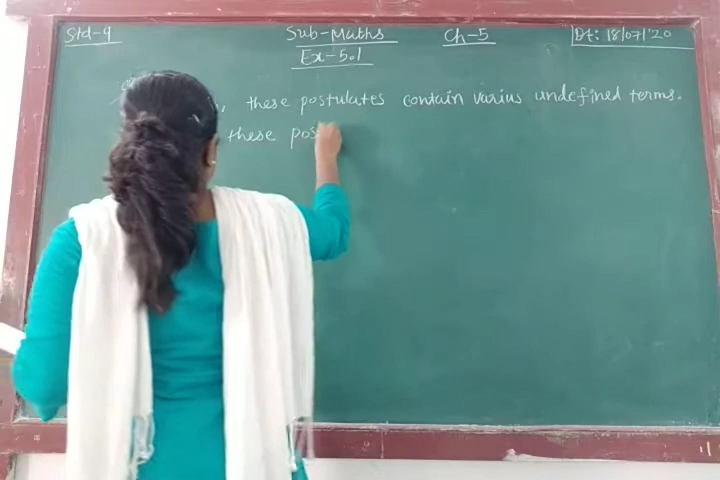 Std-9
Sub-Maths
Ch-5
Dt: 18/07/20
Ex-5.1
these postulates contain varius undefined terms.
these pos